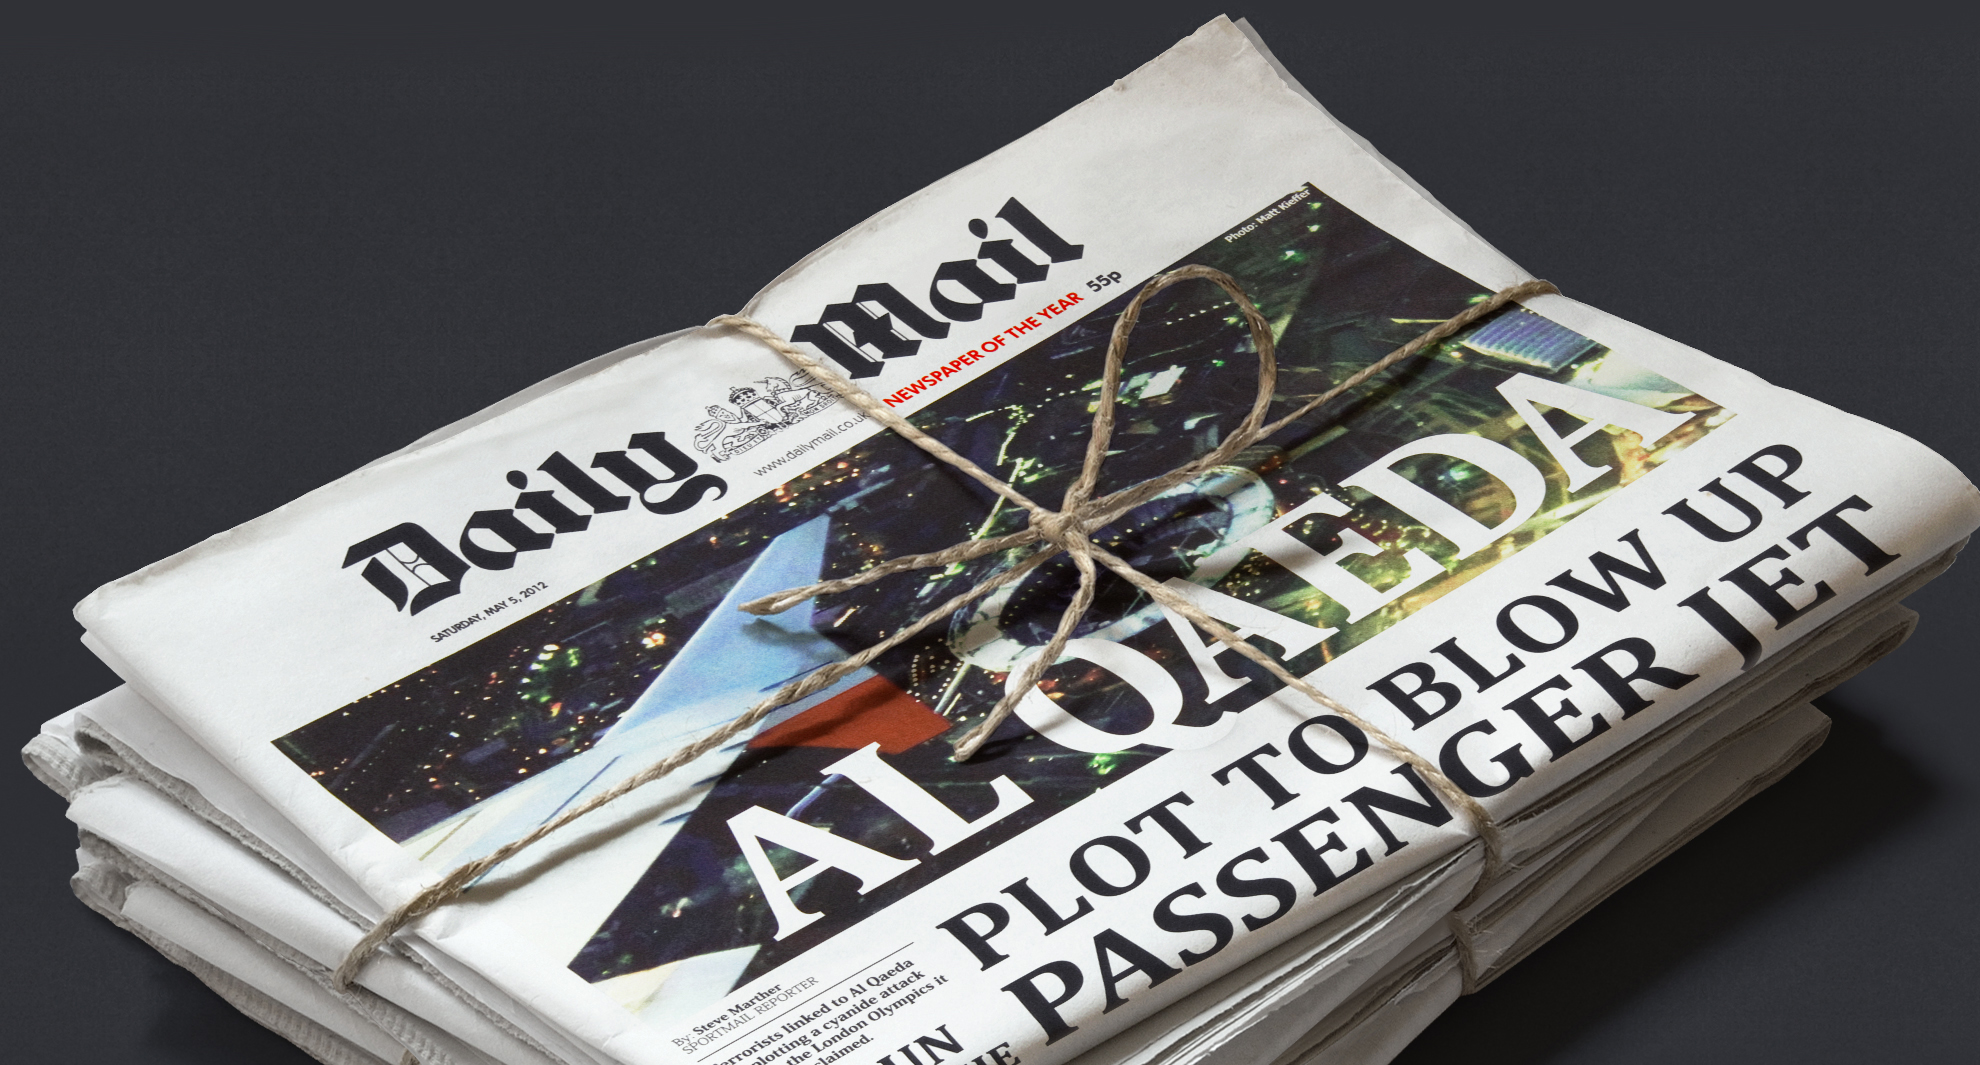 Daily Mail
SATURDAY, MAY 5, 2012
www.dailymail.co.uk
NEWSPAPER OF THE YEAR
55p
Photo: Matt Kieffer
AL QAEDA
PLOT TO BLOW UP
PASSENGER JET
By: Steve Marther
SPORTMAIL REPORTER
errorists linked to Al Qaeda
plotting a cyanide attack
the London Olympics it
claimed.